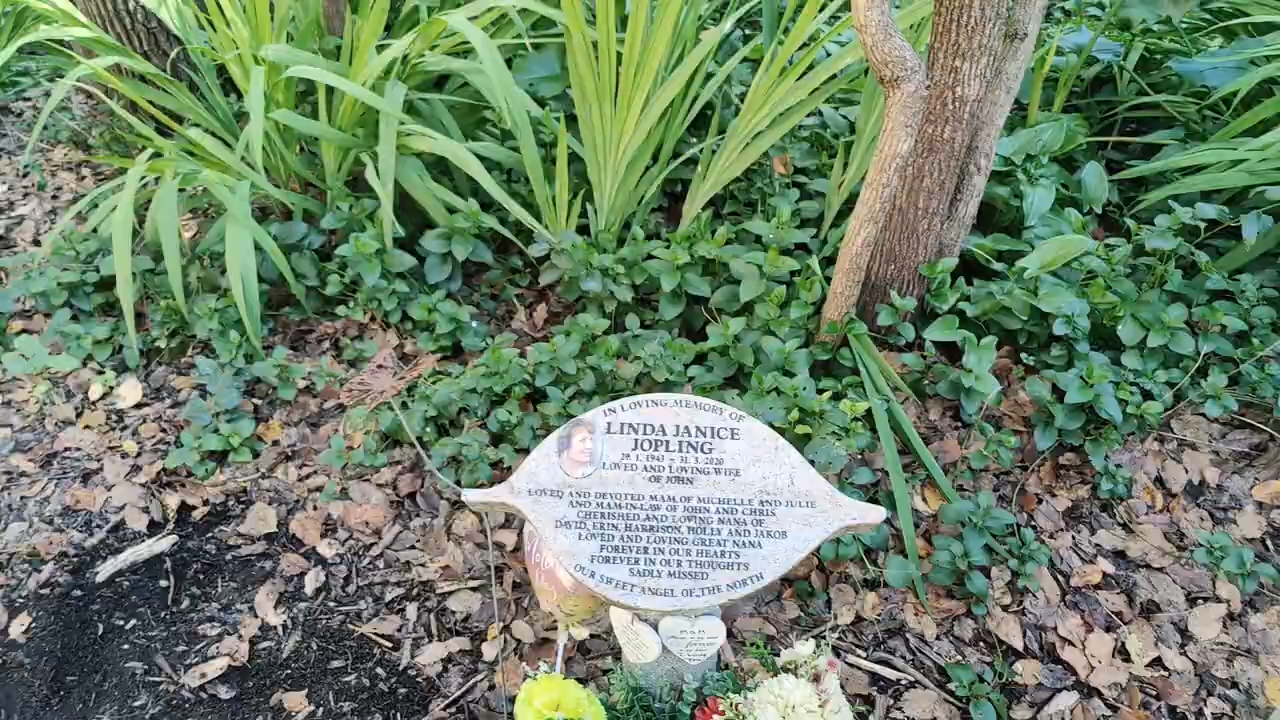 IN LOVING MEMORY OF
LINDA JANICE
JOPLING
29. 1. 1943 - 31. 3. 2020
LOVED AND LOVING WIFE
OF JOHN
LOVED AND DEVOTED MAM OF MICHELLE AND JULIE
AND MAM-IN-LAW OF JOHN AND CHRIS
CHERISHED AND LOVING NANA OF
DAVID, ERIN, HARRISON, HOLLY AND JAKOB
LOVED AND LOVING GREAT NANA
FOREVER IN OUR HEARTS
FOREVER IN OUR THOUGHTS
SADLY MISSED
OUR SWEET ANGEL OF THE NORTH